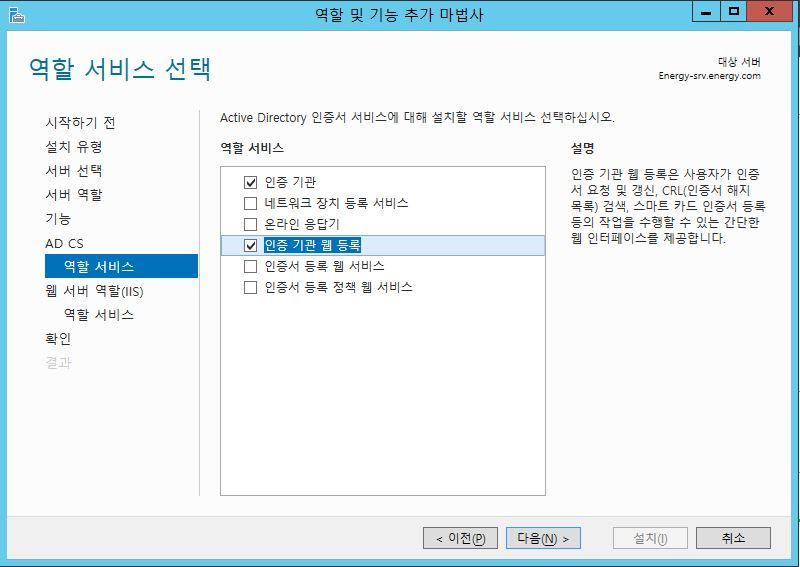 역할 및 기능 추가 마법사
역할 서비스 선택
대상 서버
Energy-srv.energy.com
시작하기 전
설치 유형
서버 선택
서버 역할
기능
AD CS
역할 서비스
웹 서버 역할(IIS)
역할 서비스
확인
결과
Active Directory 인증서 서비스에 대해 설치할 역할 서비스 선택하십시오.
역할 서비스
인증 기관
네트워크 장치 등록 서비스
온라인 응답기
인증 기관 웹 등록
인증서 등록 웹 서비스
인증서 등록 정책 웹 서비스
설명
인증 기관 웹 등록은 사용자가 인증
서 요청 및 갱신, CRL(인증서 해지
목록) 검색, 스마트 카드 인증서 등록
등의 작업을 수행할 수 있는 간단한
웹 인터페이스를 제공합니다.
< 이전(P)
다음(N) >
설치(I)
취소